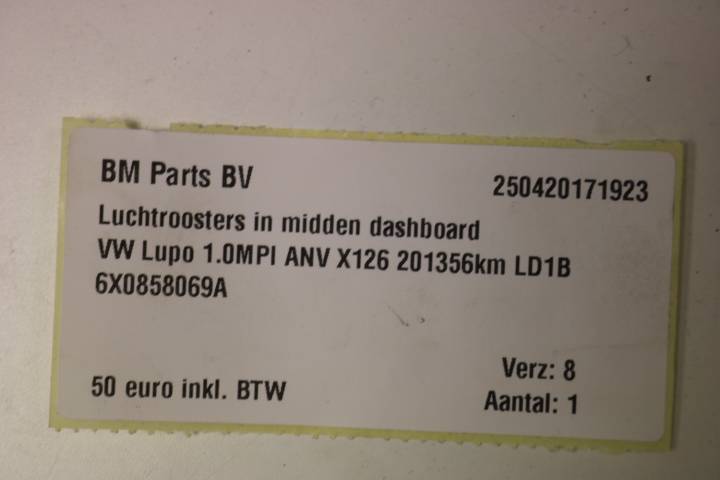 BM Parts BV 250420171923
Luchtroosters in midden dashboard
VW Lupo 1.0MPI ANV X126 201356km LD1B
6X0858069A
Verz: 8
50 euro inkl. BTW
Aantal: 1